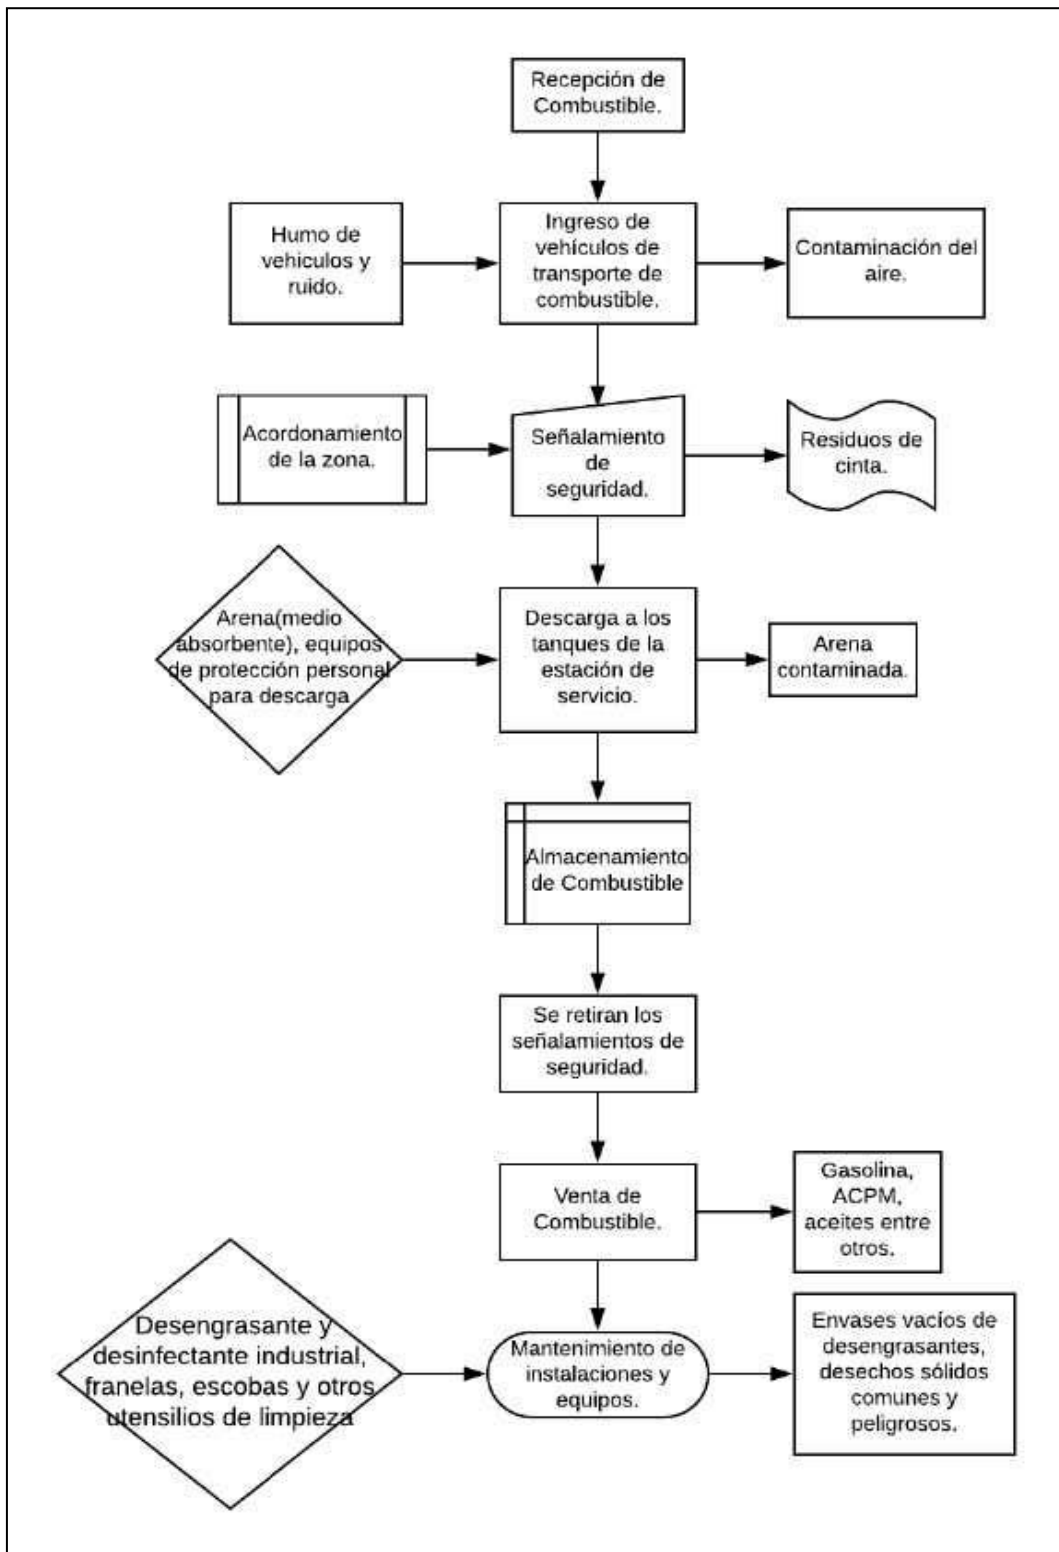 Recepción de
Combustible.
Humo de
vehiculos y
ruido.
Ingreso de
vehículos de
transporte de
combustible.
Contaminación del
aire.
Acordonamiento
de la zona.
Señalamiento
de
seguridad.
Residuos de
cinta.
Arena(medio
absorbente), equipos
de protección personal
para descarga
Descarga a los
tanques de la
estación de
servicio.
Arena
contaminada.
Almacenamiento
de Combustible
Se retiran los
señalamientos de
seguridad.
Venta de
Combustible.
Gasolina,
ACPM,
aceites entre
otros.
Desengrasante y
desinfectante industrial,
franelas, escobas y otros
utensilios de limpieza
Mantenimiento de
instalaciones y
equipos.
Envases vacíos de
desengrasantes,
desechos sólidos
comunes y
peligrosos.